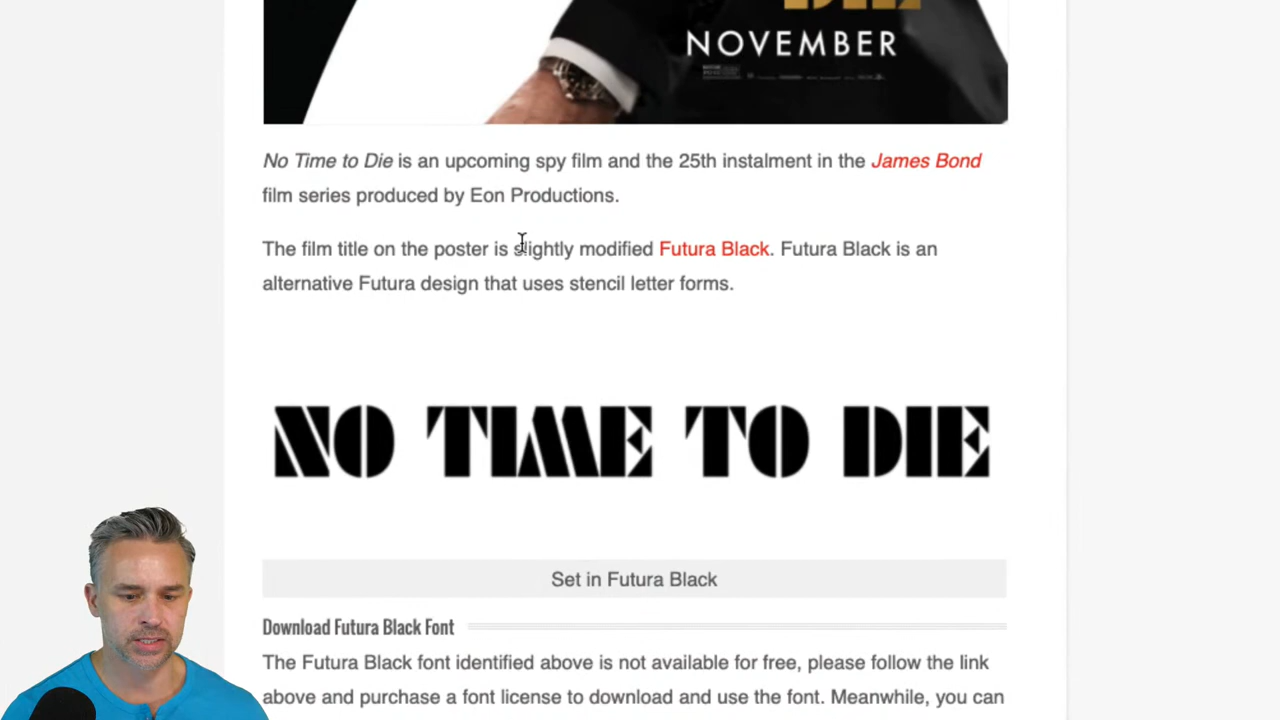 NOVEMBER
No Time to Die is an upcoming spy film and the 25th instalment in the James Bond
film series produced by Eon Productions.
The film title on the poster is slightly modified Futura Black. Futura Black is an
alternative Futura design that uses stencil letter forms.
NO TIME TO DIE
Set in Futura Black
Download Futura Black Font
The Futura Black font identified above is not available for free, please follow the link
above and purchase a font license to download and use the font. Meanwhile, you can